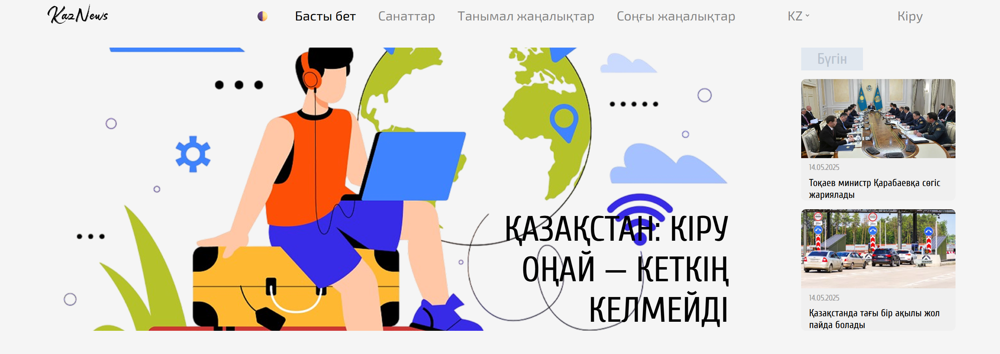 KazNews
Басты бет
Санаттар
Танымал жаңалықтар
Соңғы жаңалықтар
KZ
Кіру
ҚАЗАҚСТАН: КІРУ
ОҢАЙ — КЕТКІҢ
КЕЛМЕЙДІ
Бүгін
14.05.2025
Тоқаев министр Қарабаевқа сөгіс
жариялады
14.05.2025
Қазақстанда тағы бір ақылы жол
пайда болады